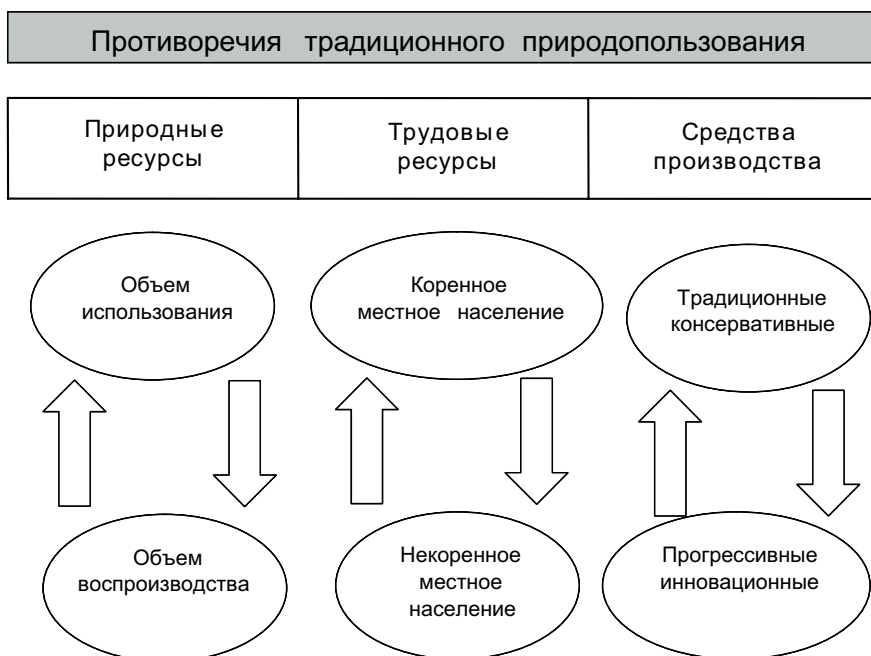 Противоречия традиционного природопользования
Природные
ресурсы
Трудовые
ресурсы
Средства
производства
Объем
использования
Коренное
местное население
Традиционные
консервативные
Объем
воспроизводства
Некоренное
местное
население
Прогрессивные
инновационные